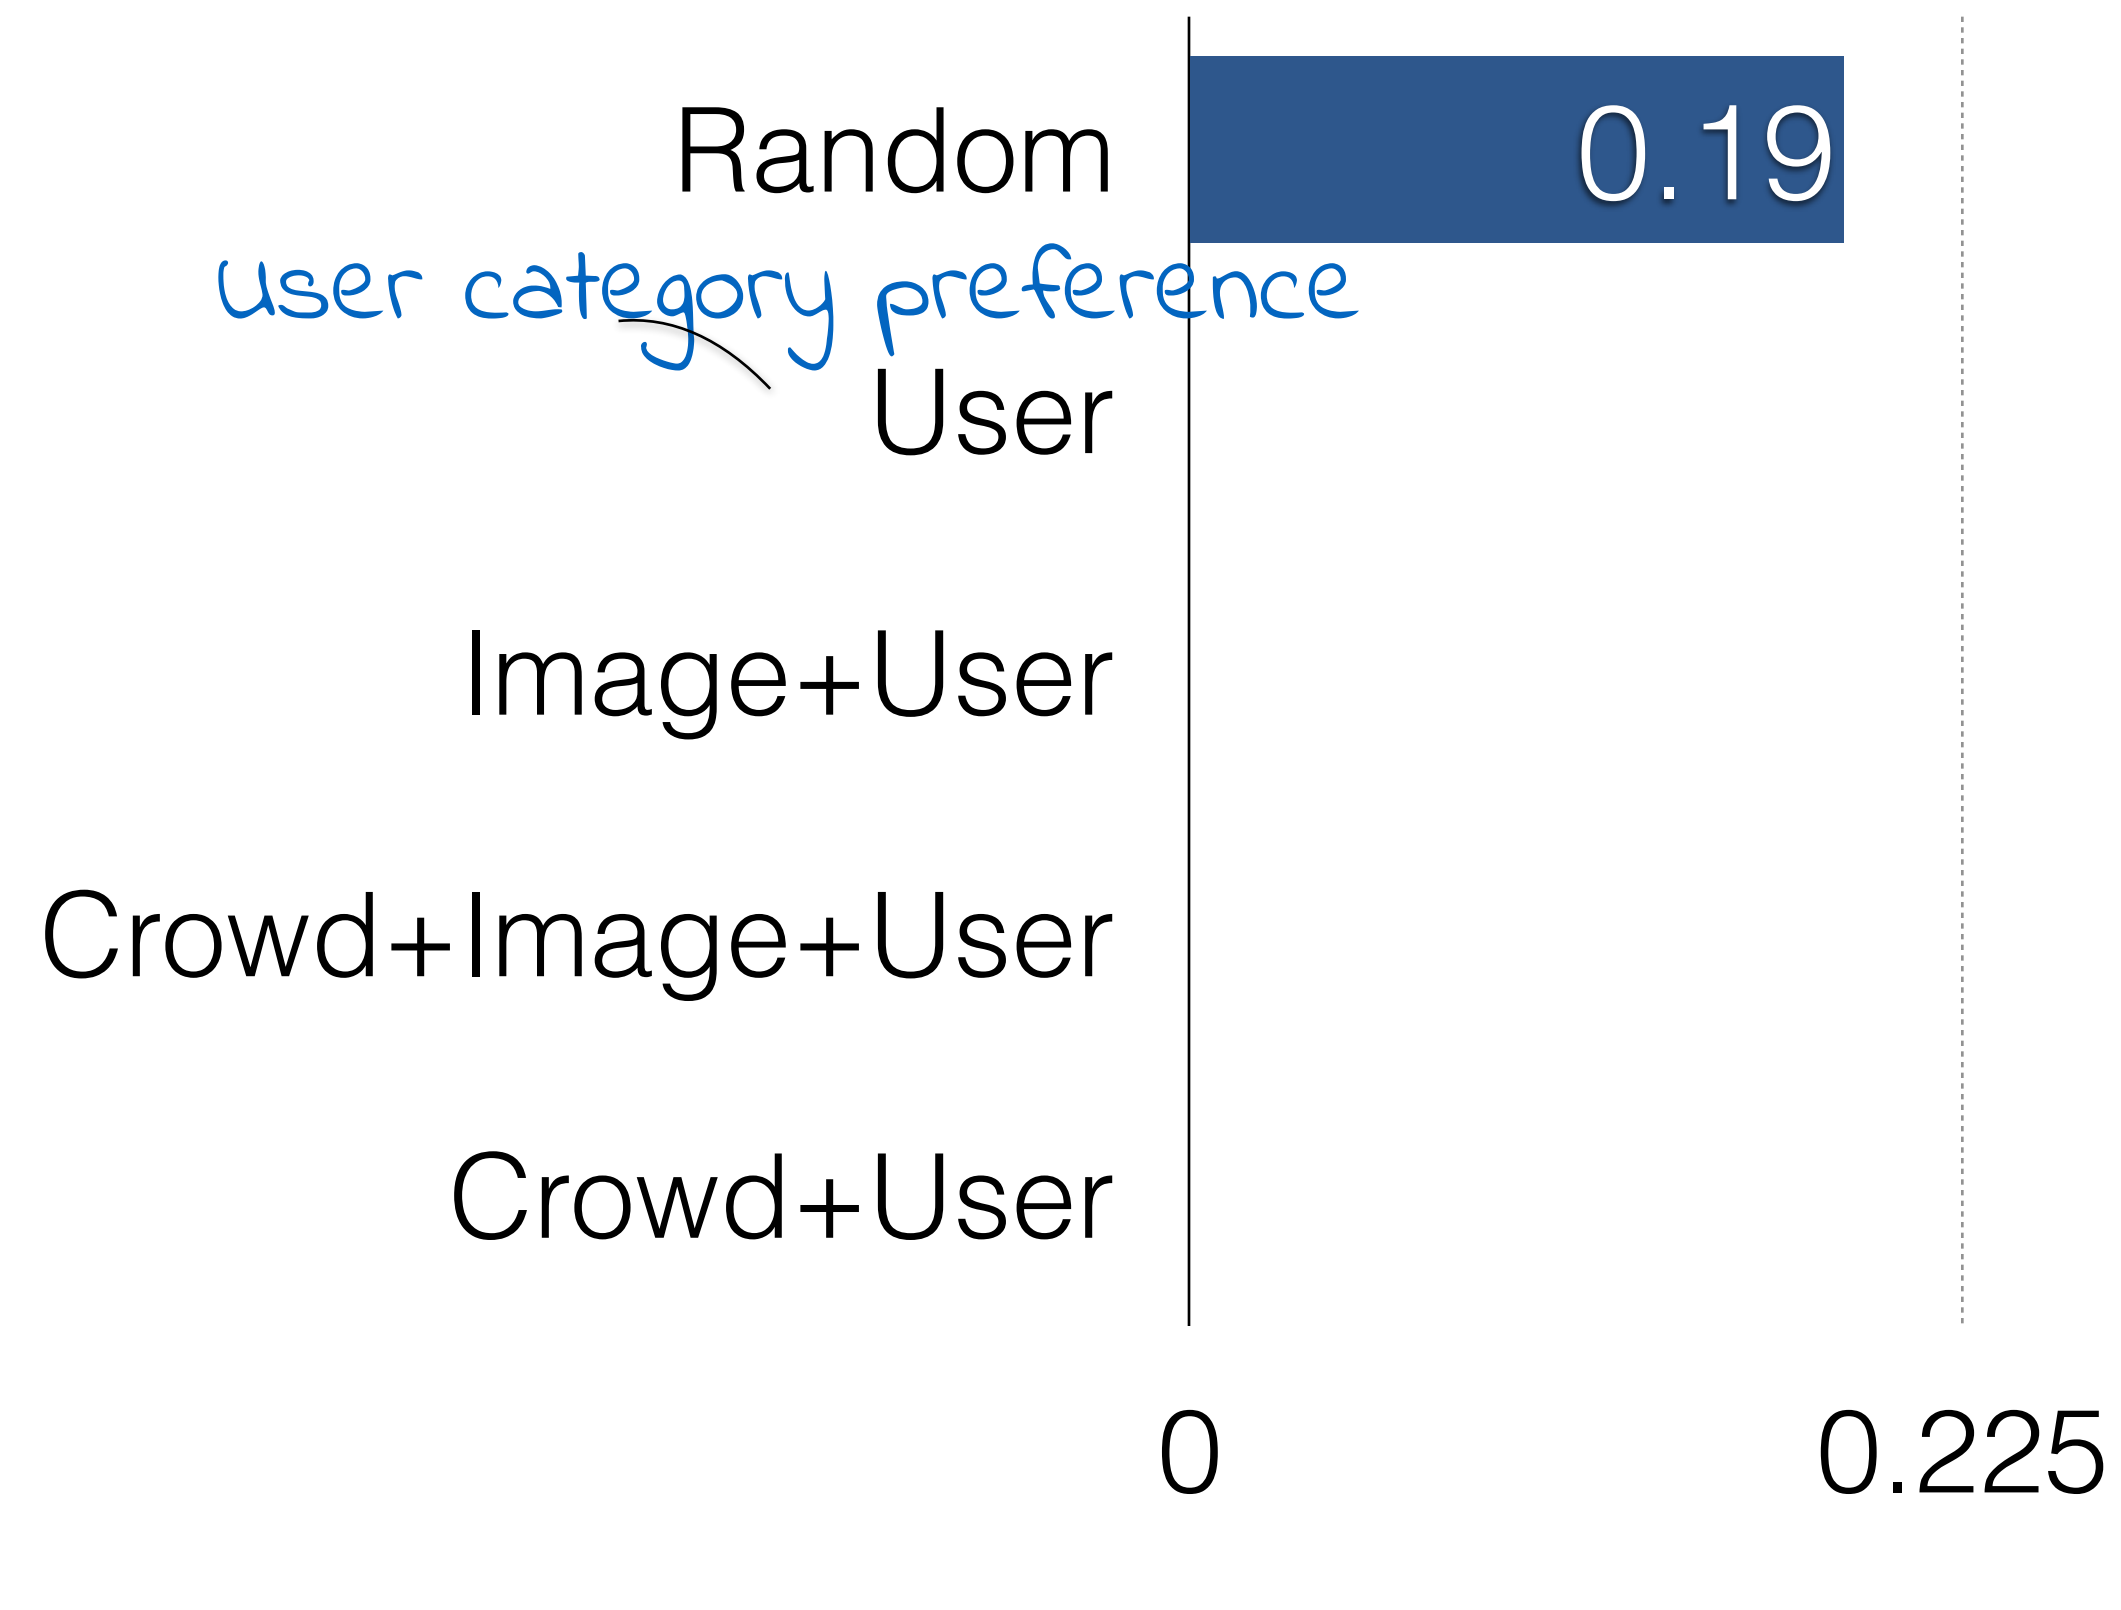 Random
0.19
user category preference
User
Image+User
Crowd+Image+User
Crowd+User
0
0.225